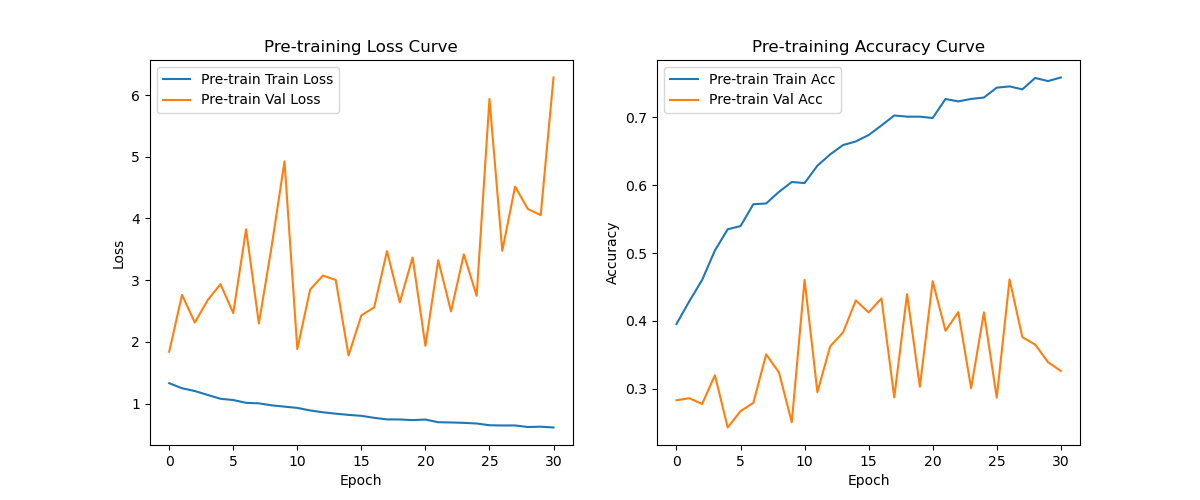 Pre-training Loss Curve
Pre-train Train Loss
Pre-train Val Loss
6
5
4
3
2
1
Loss
0 5 10 15 20 25 30
Epoch
Pre-training Accuracy Curve
Pre-train Train Acc
Pre-train Val Acc
0.7
0.6
0.5
0.4
0.3
Accuracy
0 5 10 15 20 25 30
Epoch